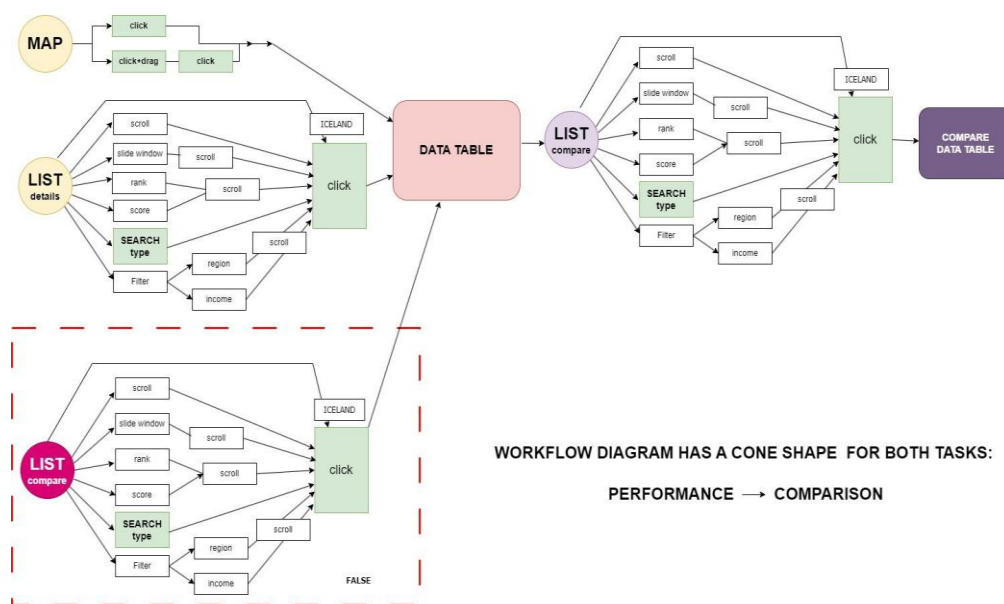 MAP
click
click+drag
click
LIST
details
scroll
slide window
scroll
rank
scroll
score
SEARCH
type
Filter
region
scroll
income
ICELAND
click
DATA TABLE
LIST
compare
scroll
slide window
scroll
rank
scroll
score
SEARCH
type
Filter
region
scroll
income
ICELAND
click
COMPARE
DATA TABLE
LIST
compare
scroll
slide window
scroll
rank
scroll
score
SEARCH
type
Filter
region
scroll
income
ICELAND
click
FALSE
WORKFLOW DIAGRAM HAS A CONE SHAPE FOR BOTH TASKS:
PERFORMANCE → COMPARISON